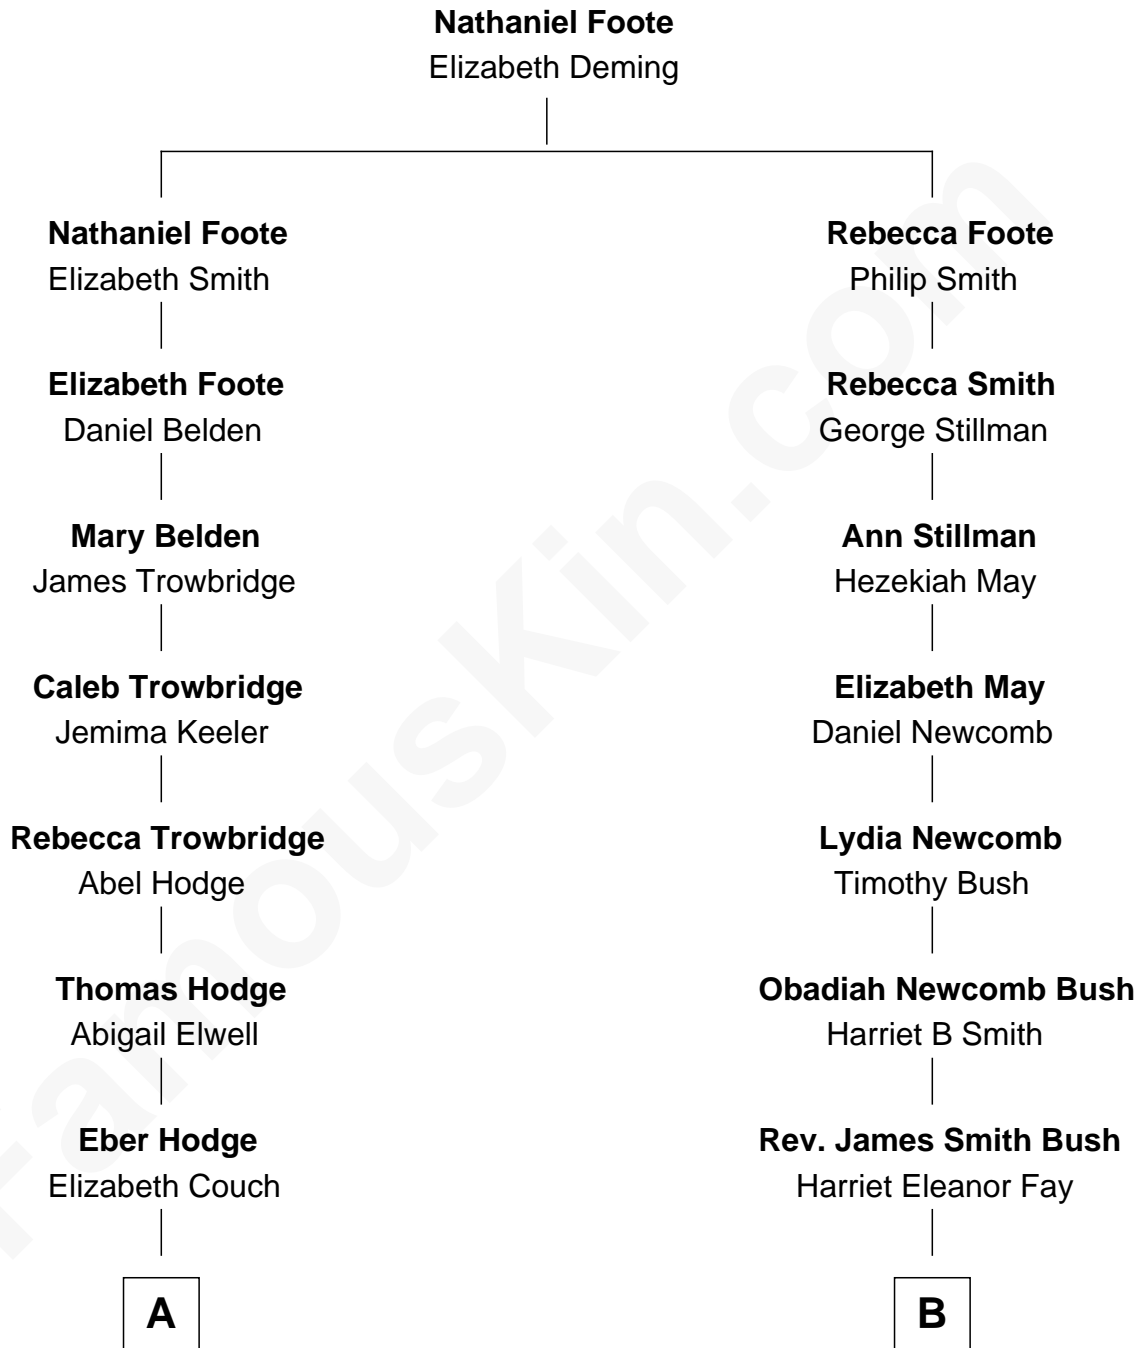 Nathaniel Foote
Elizabeth Deming
Nathaniel Foote
Elizabeth Smith
Rebecca Foote
Philip Smith
Elizabeth Foote
Daniel Belden
Rebecca Smith
George Stillman
Mary Belden
James Trowbridge
Ann Stillman
Hezekiah May
Caleb Trowbridge
Jemima Keeler
Elizabeth May
Daniel Newcomb
Rebecca Trowbridge
Abel Hodge
Lydia Newcomb
Timothy Bush
Thomas Hodge
Abigail Elwell
Obadiah Newcomb Bush
Harriet B Smith
Eber Hodge
Elizabeth Couch
Rev. James Smith Bush
Harriet Eleanor Fay
A
B
FamousKin.com